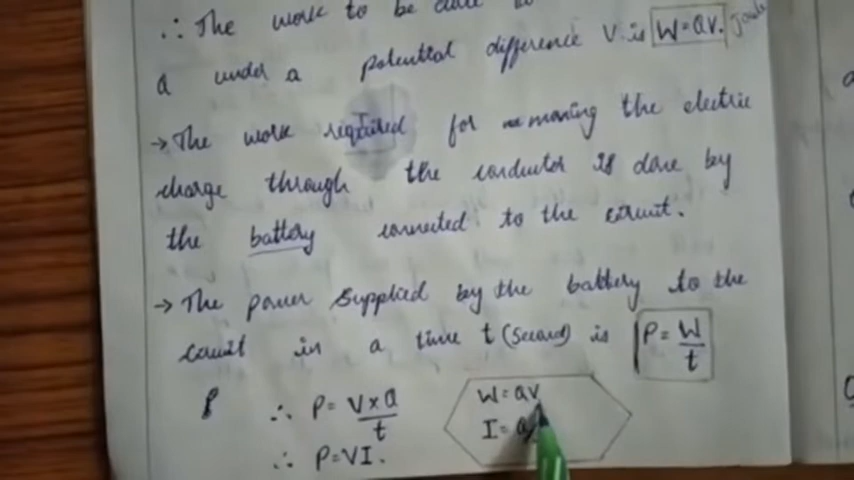 ∴ The work to be done
Q under a potential difference V is W=QV. Joule
→ The work required for moving the electric
charge through the conductor is done by
the battery connected to the circuit.
→ The power supplied by the battery to the
circuit in a time t (Second) is P = W/t
∴ P = V×Q/t
W = QV
I = Q/
∴ P=VI.